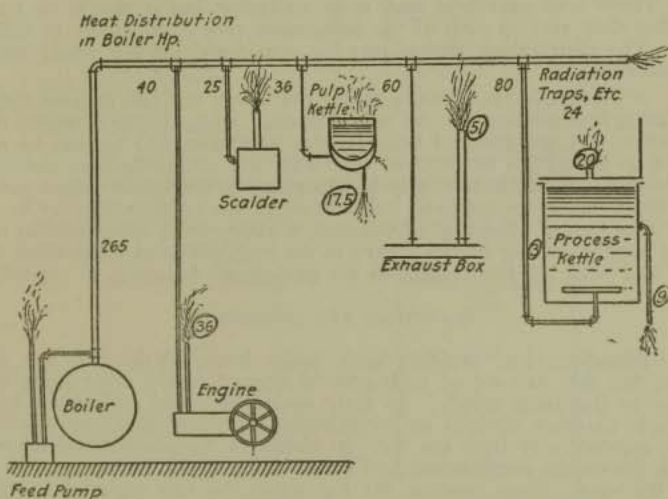 Heat Distribution
in Boiler Hp.
40
25
36
Pulp
Kettle
60
51
80
Radiation
Traps, Etc.
24
20
17.5
Scalder
265
Process-
Kettle
3
9
Exhaust Box
36
Engine
Boiler
Feed Pump